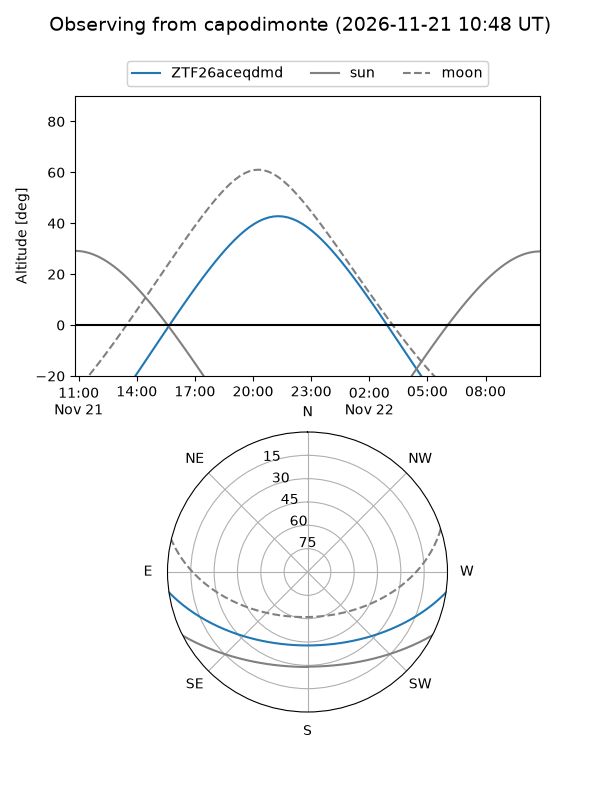 Observing from capodimonte (2026-11-21 10:48 UT)
ZTF26aceqdmd sun moon
Altitude [deg]
80
60
40
20
0
−20
11:00 14:00 17:00 20:00 23:00 02:00 05:00 08:00
Nov 21 Nov 22
N
NE NW
15
30
45
60
75
E W
SE SW
S